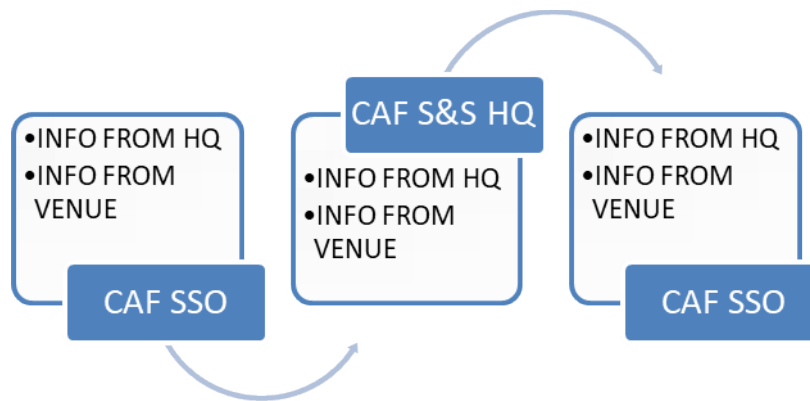 •INFO FROM HQ
•INFO FROM
VENUE
CAF SSO
CAF S&S HQ
•INFO FROM HQ
•INFO FROM
VENUE
•INFO FROM HQ
•INFO FROM
VENUE
CAF SSO